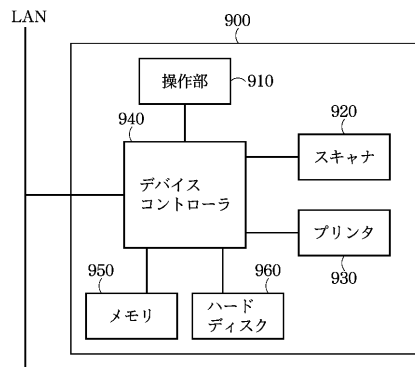 LAN
900
操作部
910
940
920
デバイス
コントローラ
スキャナ
プリンタ
930
950
960
メモリ
ハード
ディスク